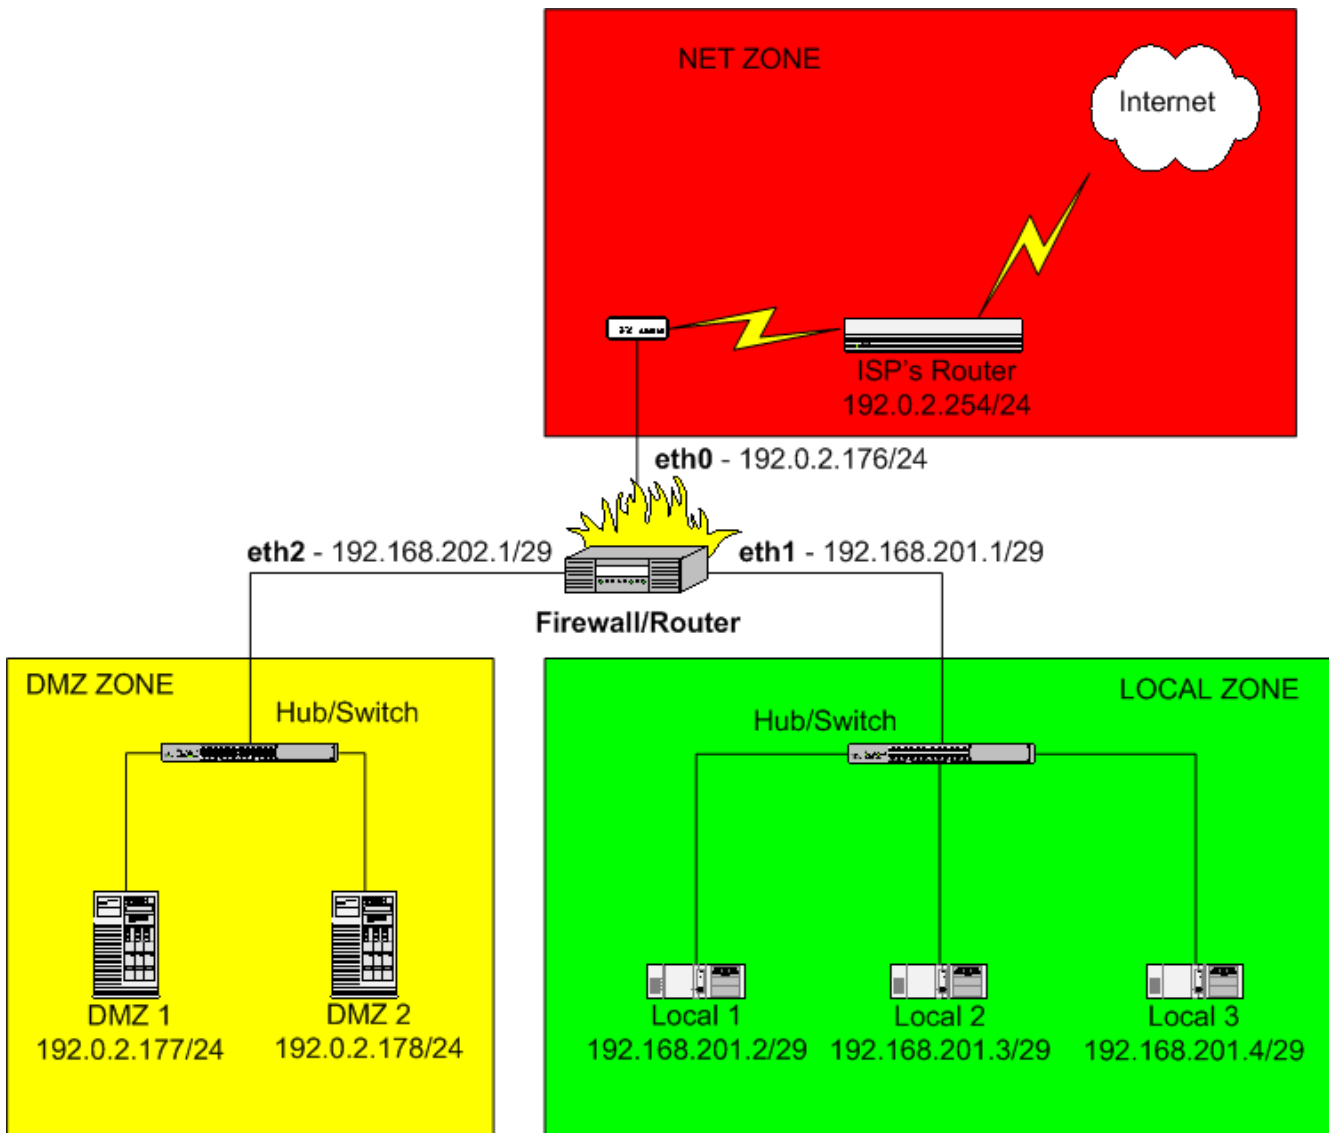 NET ZONE
Internet
ISP's Router
192.0.2.254/24
eth0 - 192.0.2.176/24
eth2 - 192.168.202.1/29
eth1 - 192.168.201.1/29
Firewall/Router
DMZ ZONE
Hub/Switch
DMZ 1
192.0.2.177/24
DMZ 2
192.0.2.178/24
LOCAL ZONE
Hub/Switch
Local 1
192.168.201.2/29
Local 2
192.168.201.3/29
Local 3
192.168.201.4/29